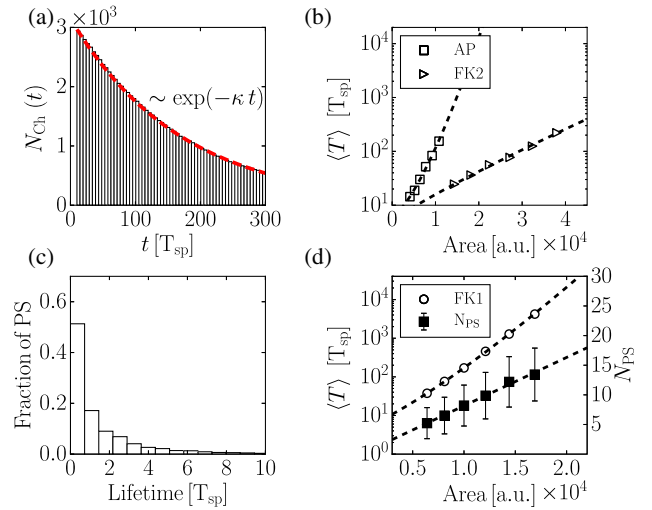 (a)
3 ×10³
2
1
0
N_Ch (t)
~ exp(−κ t)
0 100 200 300
t [T_sp]
(b)
10⁴
10³
10²
10¹
⟨T⟩ [T_sp]
AP
FK2
0 1 2 3 4
Area [a.u.] ×10⁴
(c)
0.6
0.4
0.2
0.0
Fraction of PS
0 2 4 6 8 10
Lifetime [T_sp]
(d)
10⁴
10³
10²
10¹
10⁰
⟨T⟩ [T_sp]
FK1
N_PS
30
25
20
15
10
5
N_PS
0.5 1.0 1.5 2.0
Area [a.u.] ×10⁴